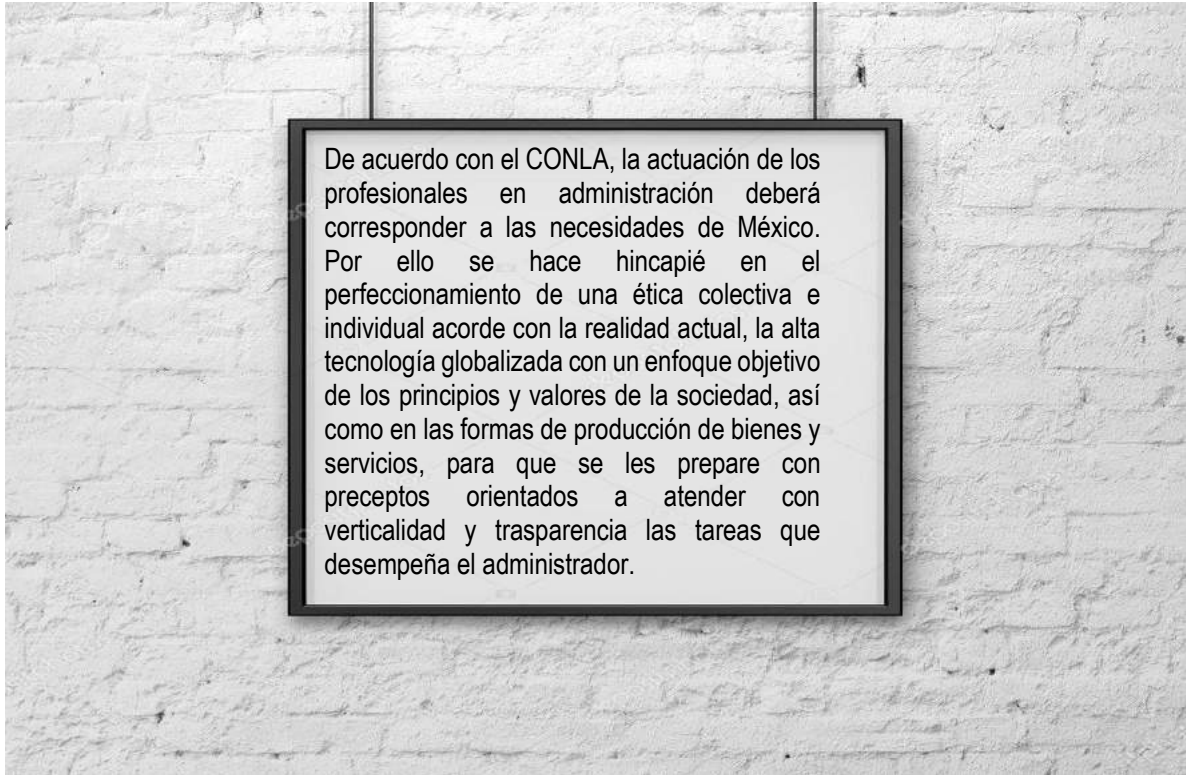 De acuerdo con el CONLA, la actuación de los
profesionales en administración deberá
corresponder a las necesidades de México.
Por ello se hace hincapié en el
perfeccionamiento de una ética colectiva e
individual acorde con la realidad actual, la alta
tecnología globalizada con un enfoque objetivo
de los principios y valores de la sociedad, así
como en las formas de producción de bienes y
servicios, para que se les prepare con
preceptos orientados a atender con
verticalidad y trasparencia las tareas que
desempeña el administrador.